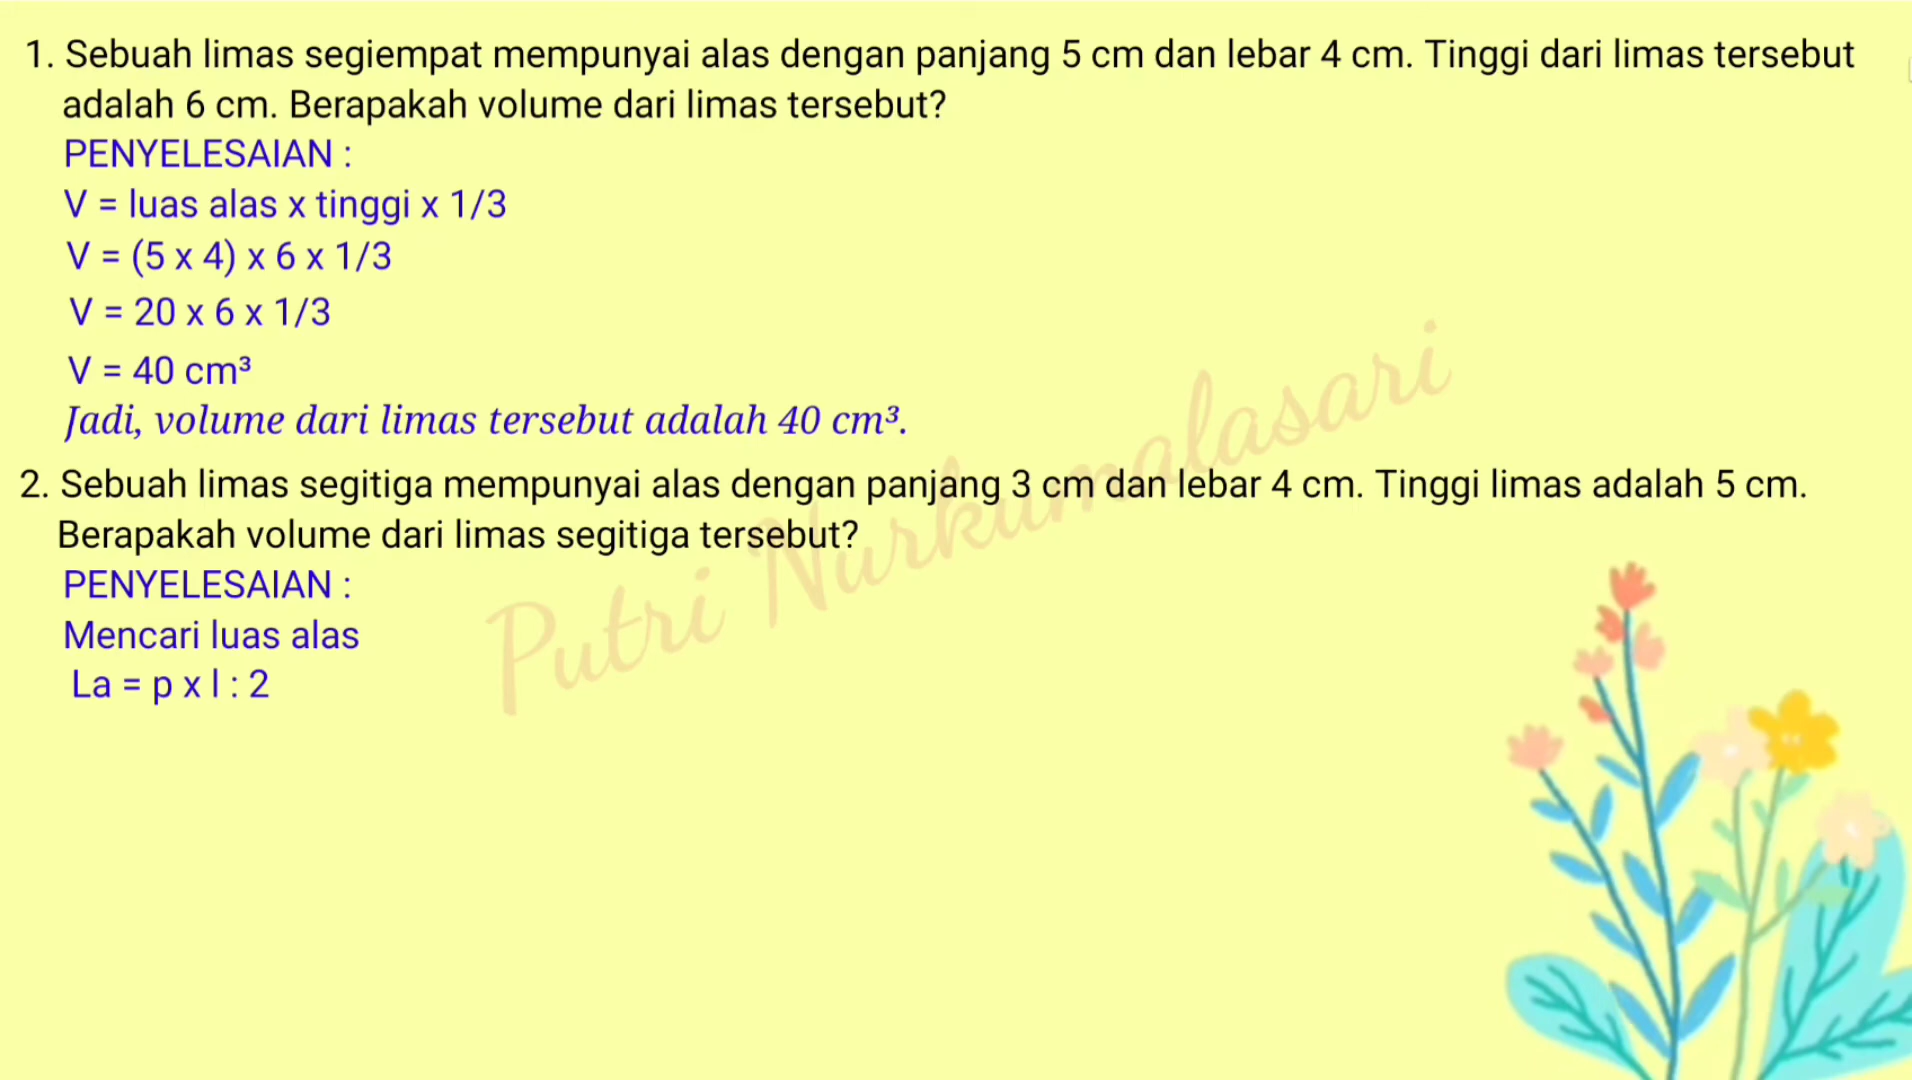 1. Sebuah limas segiempat mempunyai alas dengan panjang 5 cm dan lebar 4 cm. Tinggi dari limas tersebut
adalah 6 cm. Berapakah volume dari limas tersebut?
PENYELESAIAN :
V = luas alas x tinggi x 1/3
V = (5 x 4) x 6 x 1/3
V = 20 x 6 x 1/3
V = 40 cm³
Jadi, volume dari limas tersebut adalah 40 cm³.
2. Sebuah limas segitiga mempunyai alas dengan panjang 3 cm dan lebar 4 cm. Tinggi limas adalah 5 cm.
Berapakah volume dari limas segitiga tersebut?
PENYELESAIAN :
Mencari luas alas
La = p x l : 2
Putri Nurkumalasari